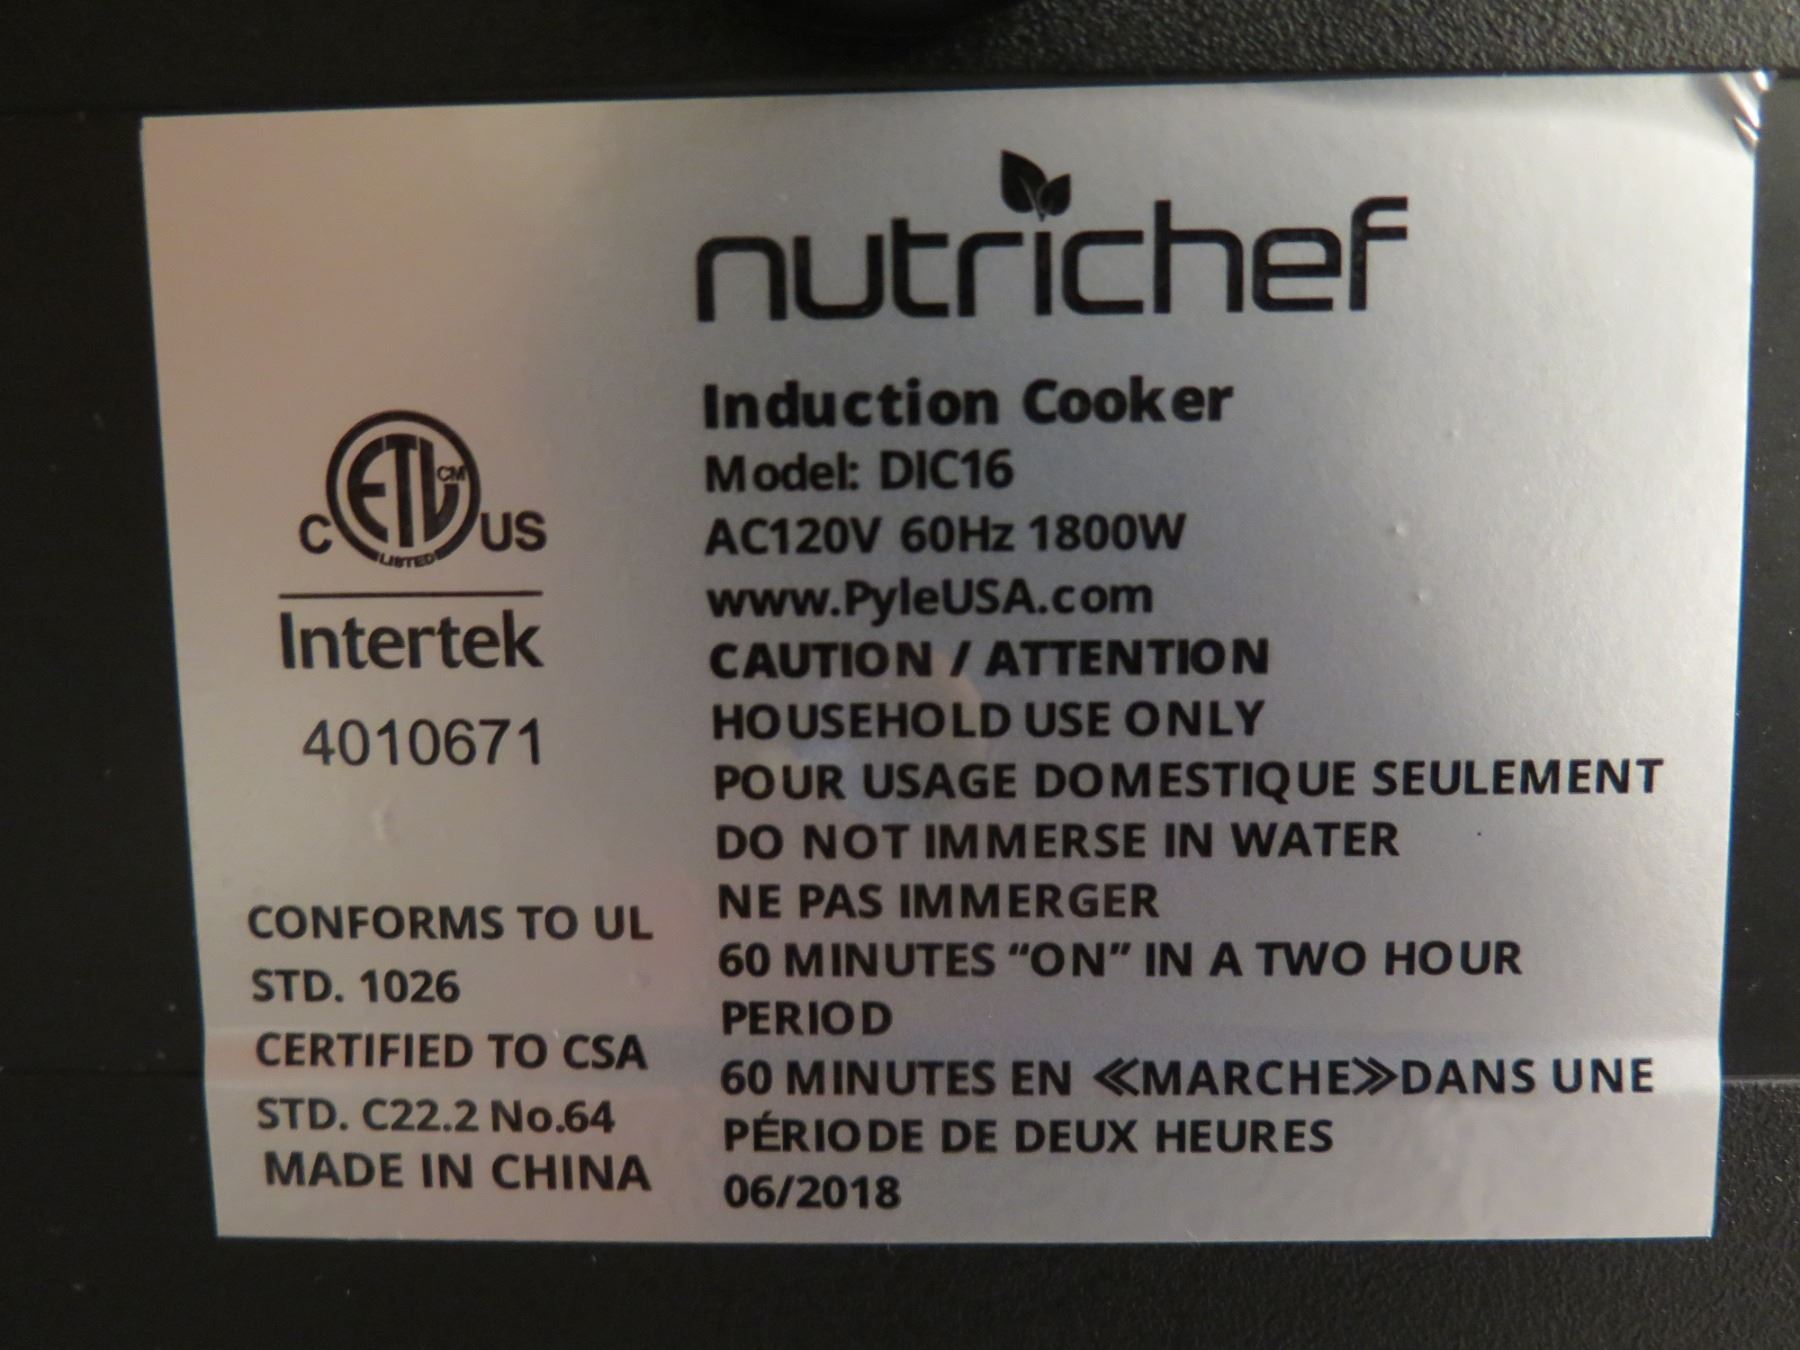 nutrichef
Induction Cooker
Model: DIC16
AC120V 60Hz 1800W
www.PyleUSA.com
CAUTION / ATTENTION
HOUSEHOLD USE ONLY
POUR USAGE DOMESTIQUE SEULEMENT
DO NOT IMMERSE IN WATER
NE PAS IMMERGER
60 MINUTES “ON” IN A TWO HOUR
PERIOD
60 MINUTES EN ≪MARCHE≫DANS UNE
PÉRIODE DE DEUX HEURES
06/2018
C ETL CM US
LISTED
Intertek
4010671
CONFORMS TO UL
STD. 1026
CERTIFIED TO CSA
STD. C22.2 No.64
MADE IN CHINA